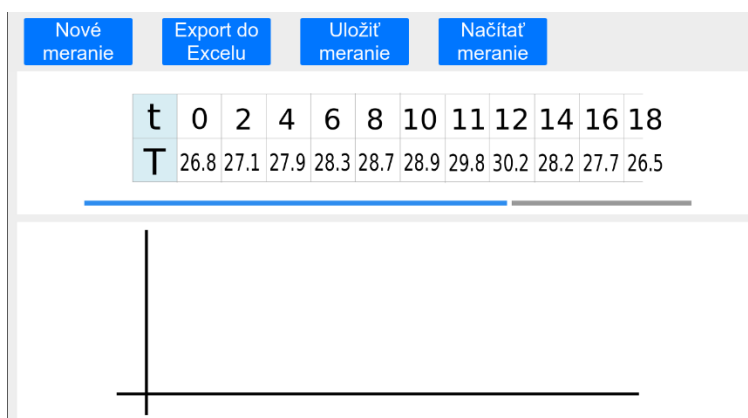 Nové meranie
Export do Excelu
Uložiť meranie
Načítať meranie
t 0 2 4 6 8 10 11 12 14 16 18
T 26.8 27.1 27.9 28.3 28.7 28.9 29.8 30.2 28.2 27.7 26.5